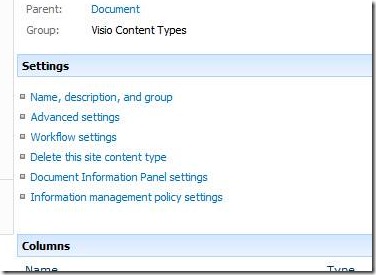 Parent: Document
Group: Visio Content Types
Settings
Name, description, and group
Advanced settings
Workflow settings
Delete this site content type
Document Information Panel settings
Information management policy settings
Columns
Name Type